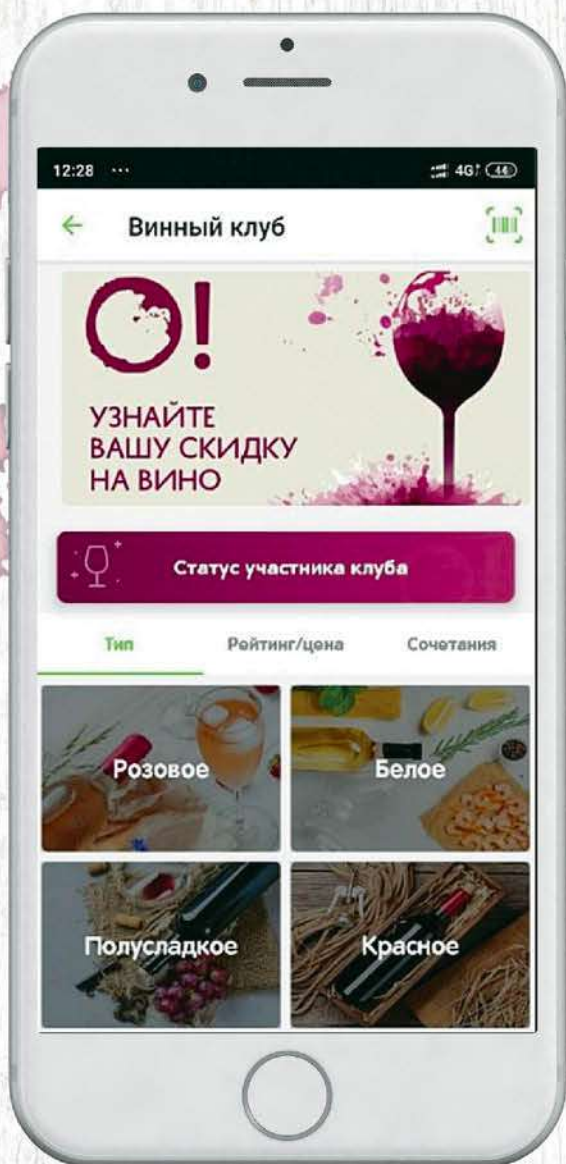 12:28 ...
4G 44
Винный клуб
О!
УЗНАЙТЕ
ВАШУ СКИДКУ
НА ВИНО
Статус участника клуба
Тип Рейтинг/цена Сочетания
Розовое Белое
Полусладкое Красное